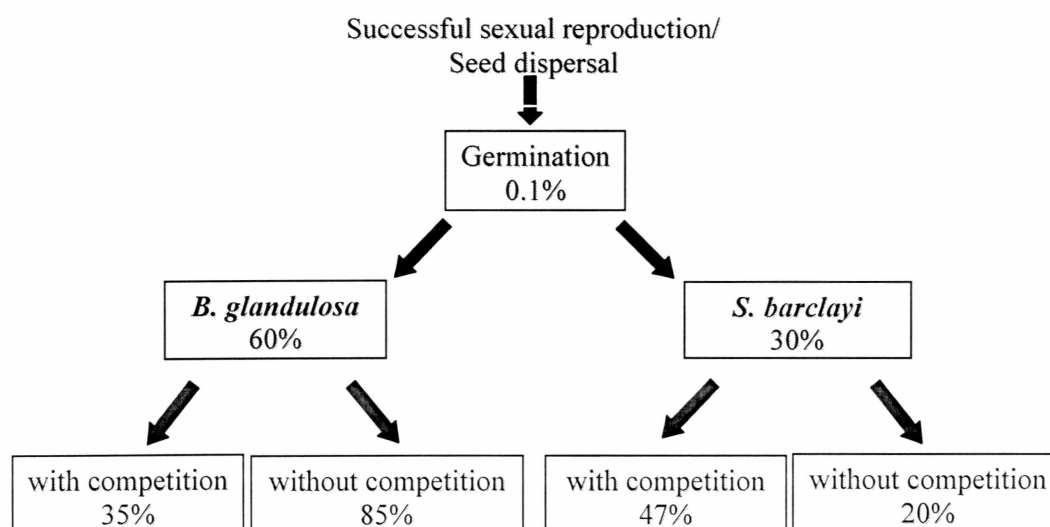 Successful sexual reproduction/
Seed dispersal
Germination
0.1%
B. glandulosa
60%
S. barclayi
30%
with competition
35%
without competition
85%
with competition
47%
without competition
20%